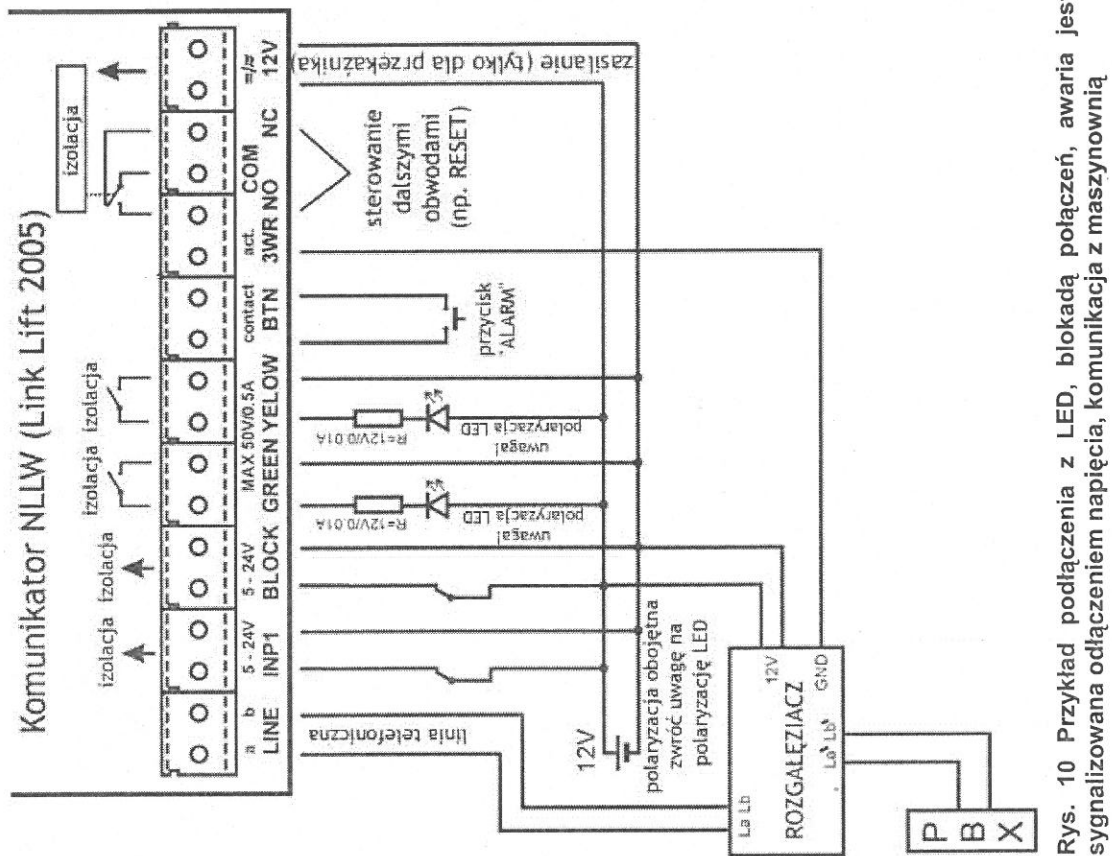 Komunikator NLLW (Link Lift 2005)
izolacja
izolacja
izolacja
izolacja
izolacja
a b
5 - 24V
5 - 24V
MAX 50V/0.5A
contact
act.
=/≂
LINE
INP1
BLOCK
GREEN
YELOW
BTN
3WR
NO
COM
NC
12V
linia telefoniczna
R=12V/0.01A
uwaga!
polaryzacja LED
R=12V/0.01A
uwaga!
polaryzacja LED
przycisk
"ALARM"
sterowanie
dalszymi
obwodami
(np. RESET)
zasilanie (tylko dla przekaźnika)
12V
polaryzacja obojętna
zwróć uwagę na
polaryzację LED
La Lb
12V
ROZGAŁĘZIACZ
GND
La' Lb'
P
B
X
Rys. 10 Przykład podłączenia z LED, blokadą połączeń, awaria jes
sygnalizowana odłączeniem napięcia, komunikacja z maszynownią